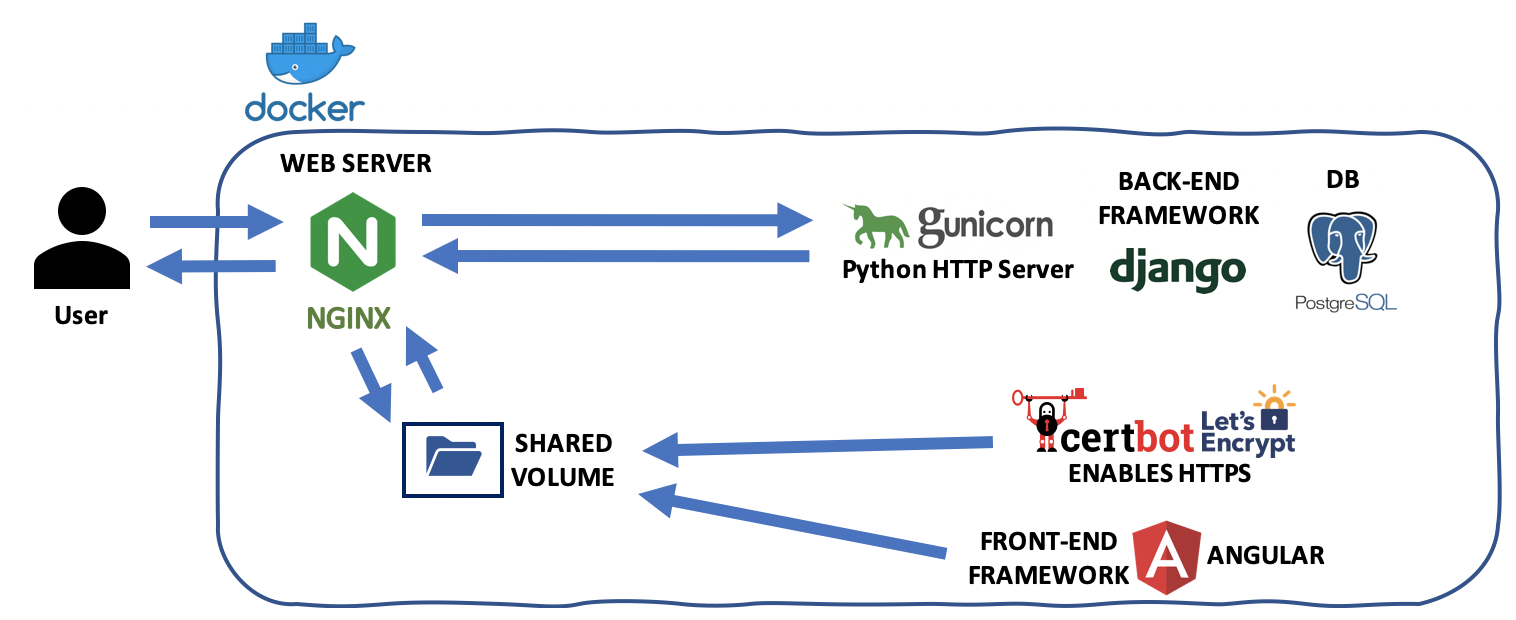 docker
WEB SERVER
NGINX
User
gunicorn
Python HTTP Server
BACK-END
FRAMEWORK
django
DB
PostgreSQL
SHARED
VOLUME
certbot
Let's
Encrypt
ENABLES HTTPS
FRONT-END
FRAMEWORK
ANGULAR